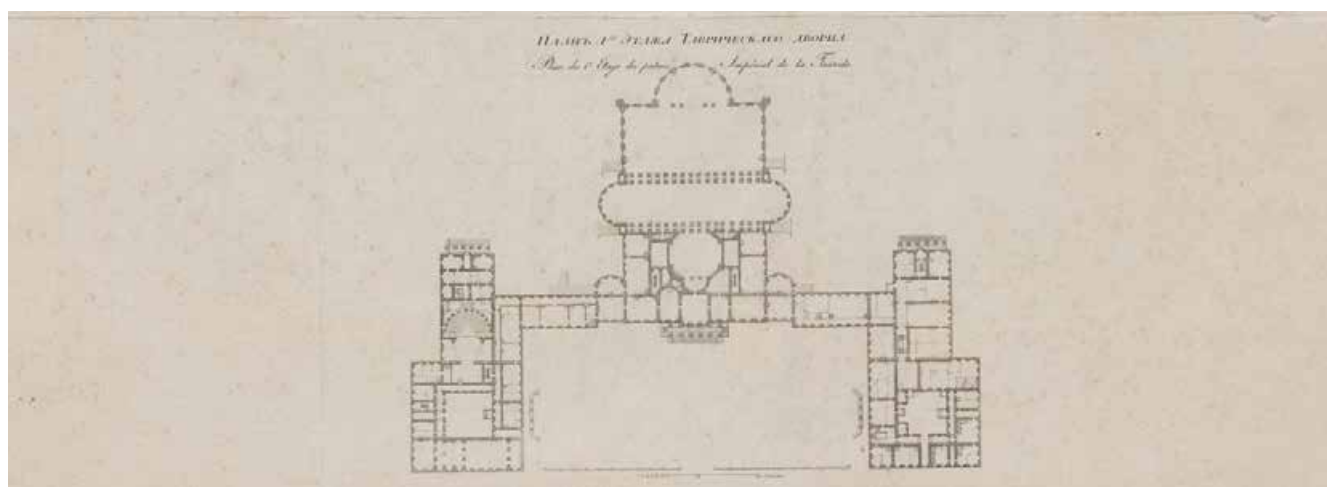 Планъ 1го Этажа Таврическаго дворца
Plan du 1r Etage du palais Impérial de la Tauride